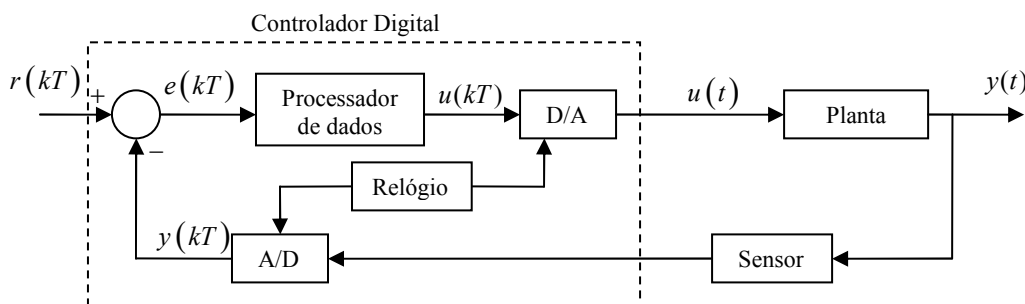 Controlador Digital
r(kT)
+
e(kT)
Processador
de dados
u(kT)
D/A
u(t)
Planta
y(t)
−
Relógio
y(kT)
A/D
Sensor